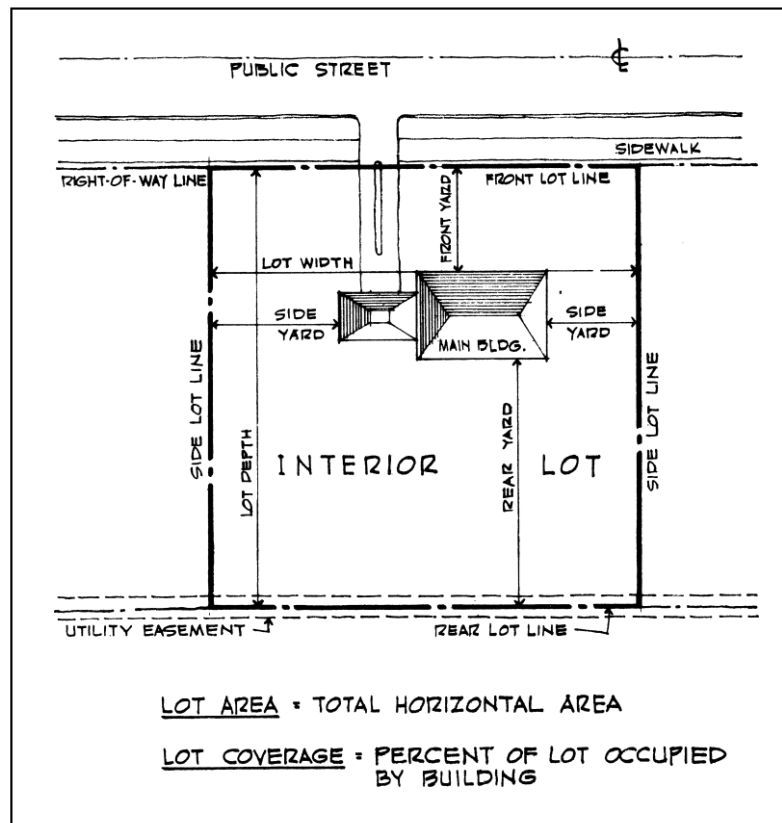 PUBLIC STREET
℄
SIDEWALK
RIGHT-OF-WAY LINE
FRONT LOT LINE
FRONT YARD
LOT WIDTH
SIDE
YARD
SIDE
YARD
MAIN BLDG.
SIDE LOT LINE
LOT DEPTH
INTERIOR LOT
REAR YARD
SIDE LOT LINE
UTILITY EASEMENT
REAR LOT LINE
LOT AREA = TOTAL HORIZONTAL AREA
LOT COVERAGE = PERCENT OF LOT OCCUPIED
BY BUILDING